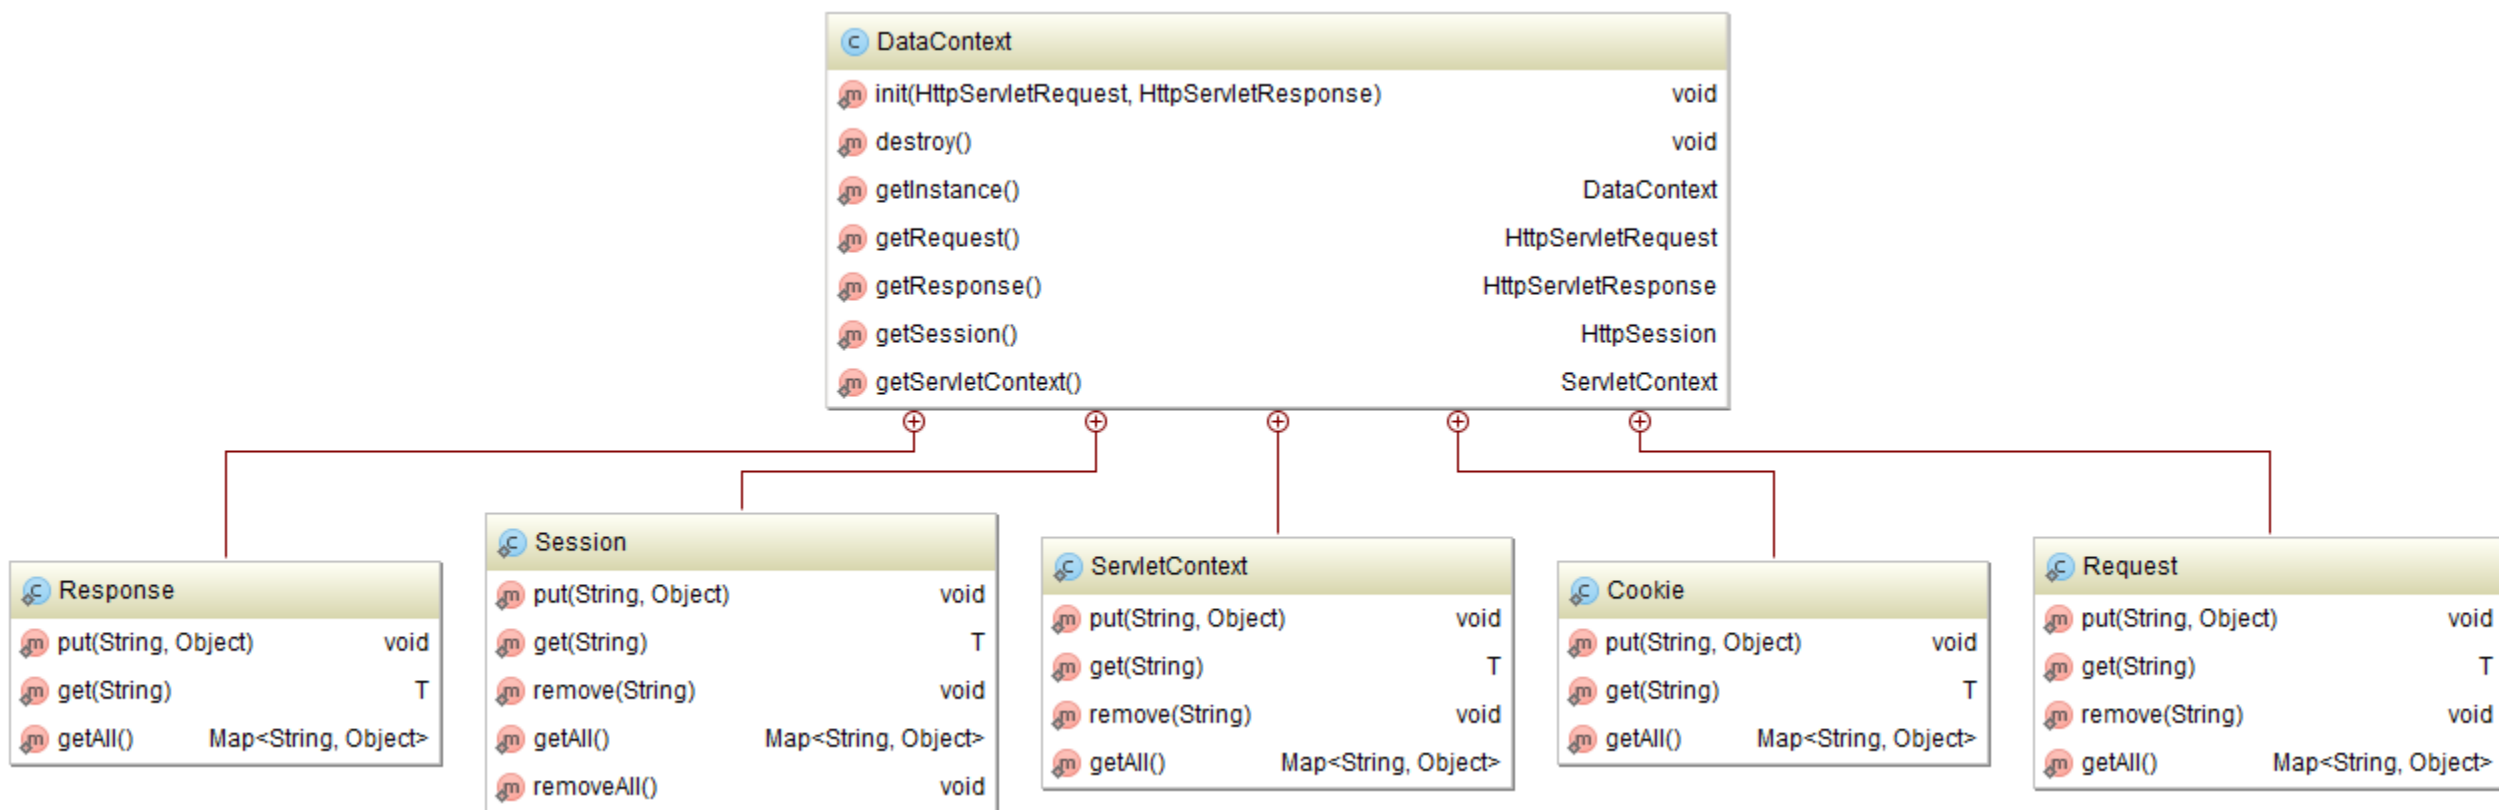 DataContext
init(HttpServletRequest, HttpServletResponse) void
destroy() void
getInstance() DataContext
getRequest() HttpServletRequest
getResponse() HttpServletResponse
getSession() HttpSession
getServletContext() ServletContext
Response
put(String, Object) void
get(String) T
getAll() Map<String, Object>
Session
put(String, Object) void
get(String) T
remove(String) void
getAll() Map<String, Object>
removeAll() void
ServletContext
put(String, Object) void
get(String) T
remove(String) void
getAll() Map<String, Object>
Cookie
put(String, Object) void
get(String) T
getAll() Map<String, Object>
Request
put(String, Object) void
get(String) T
remove(String) void
getAll() Map<String, Object>